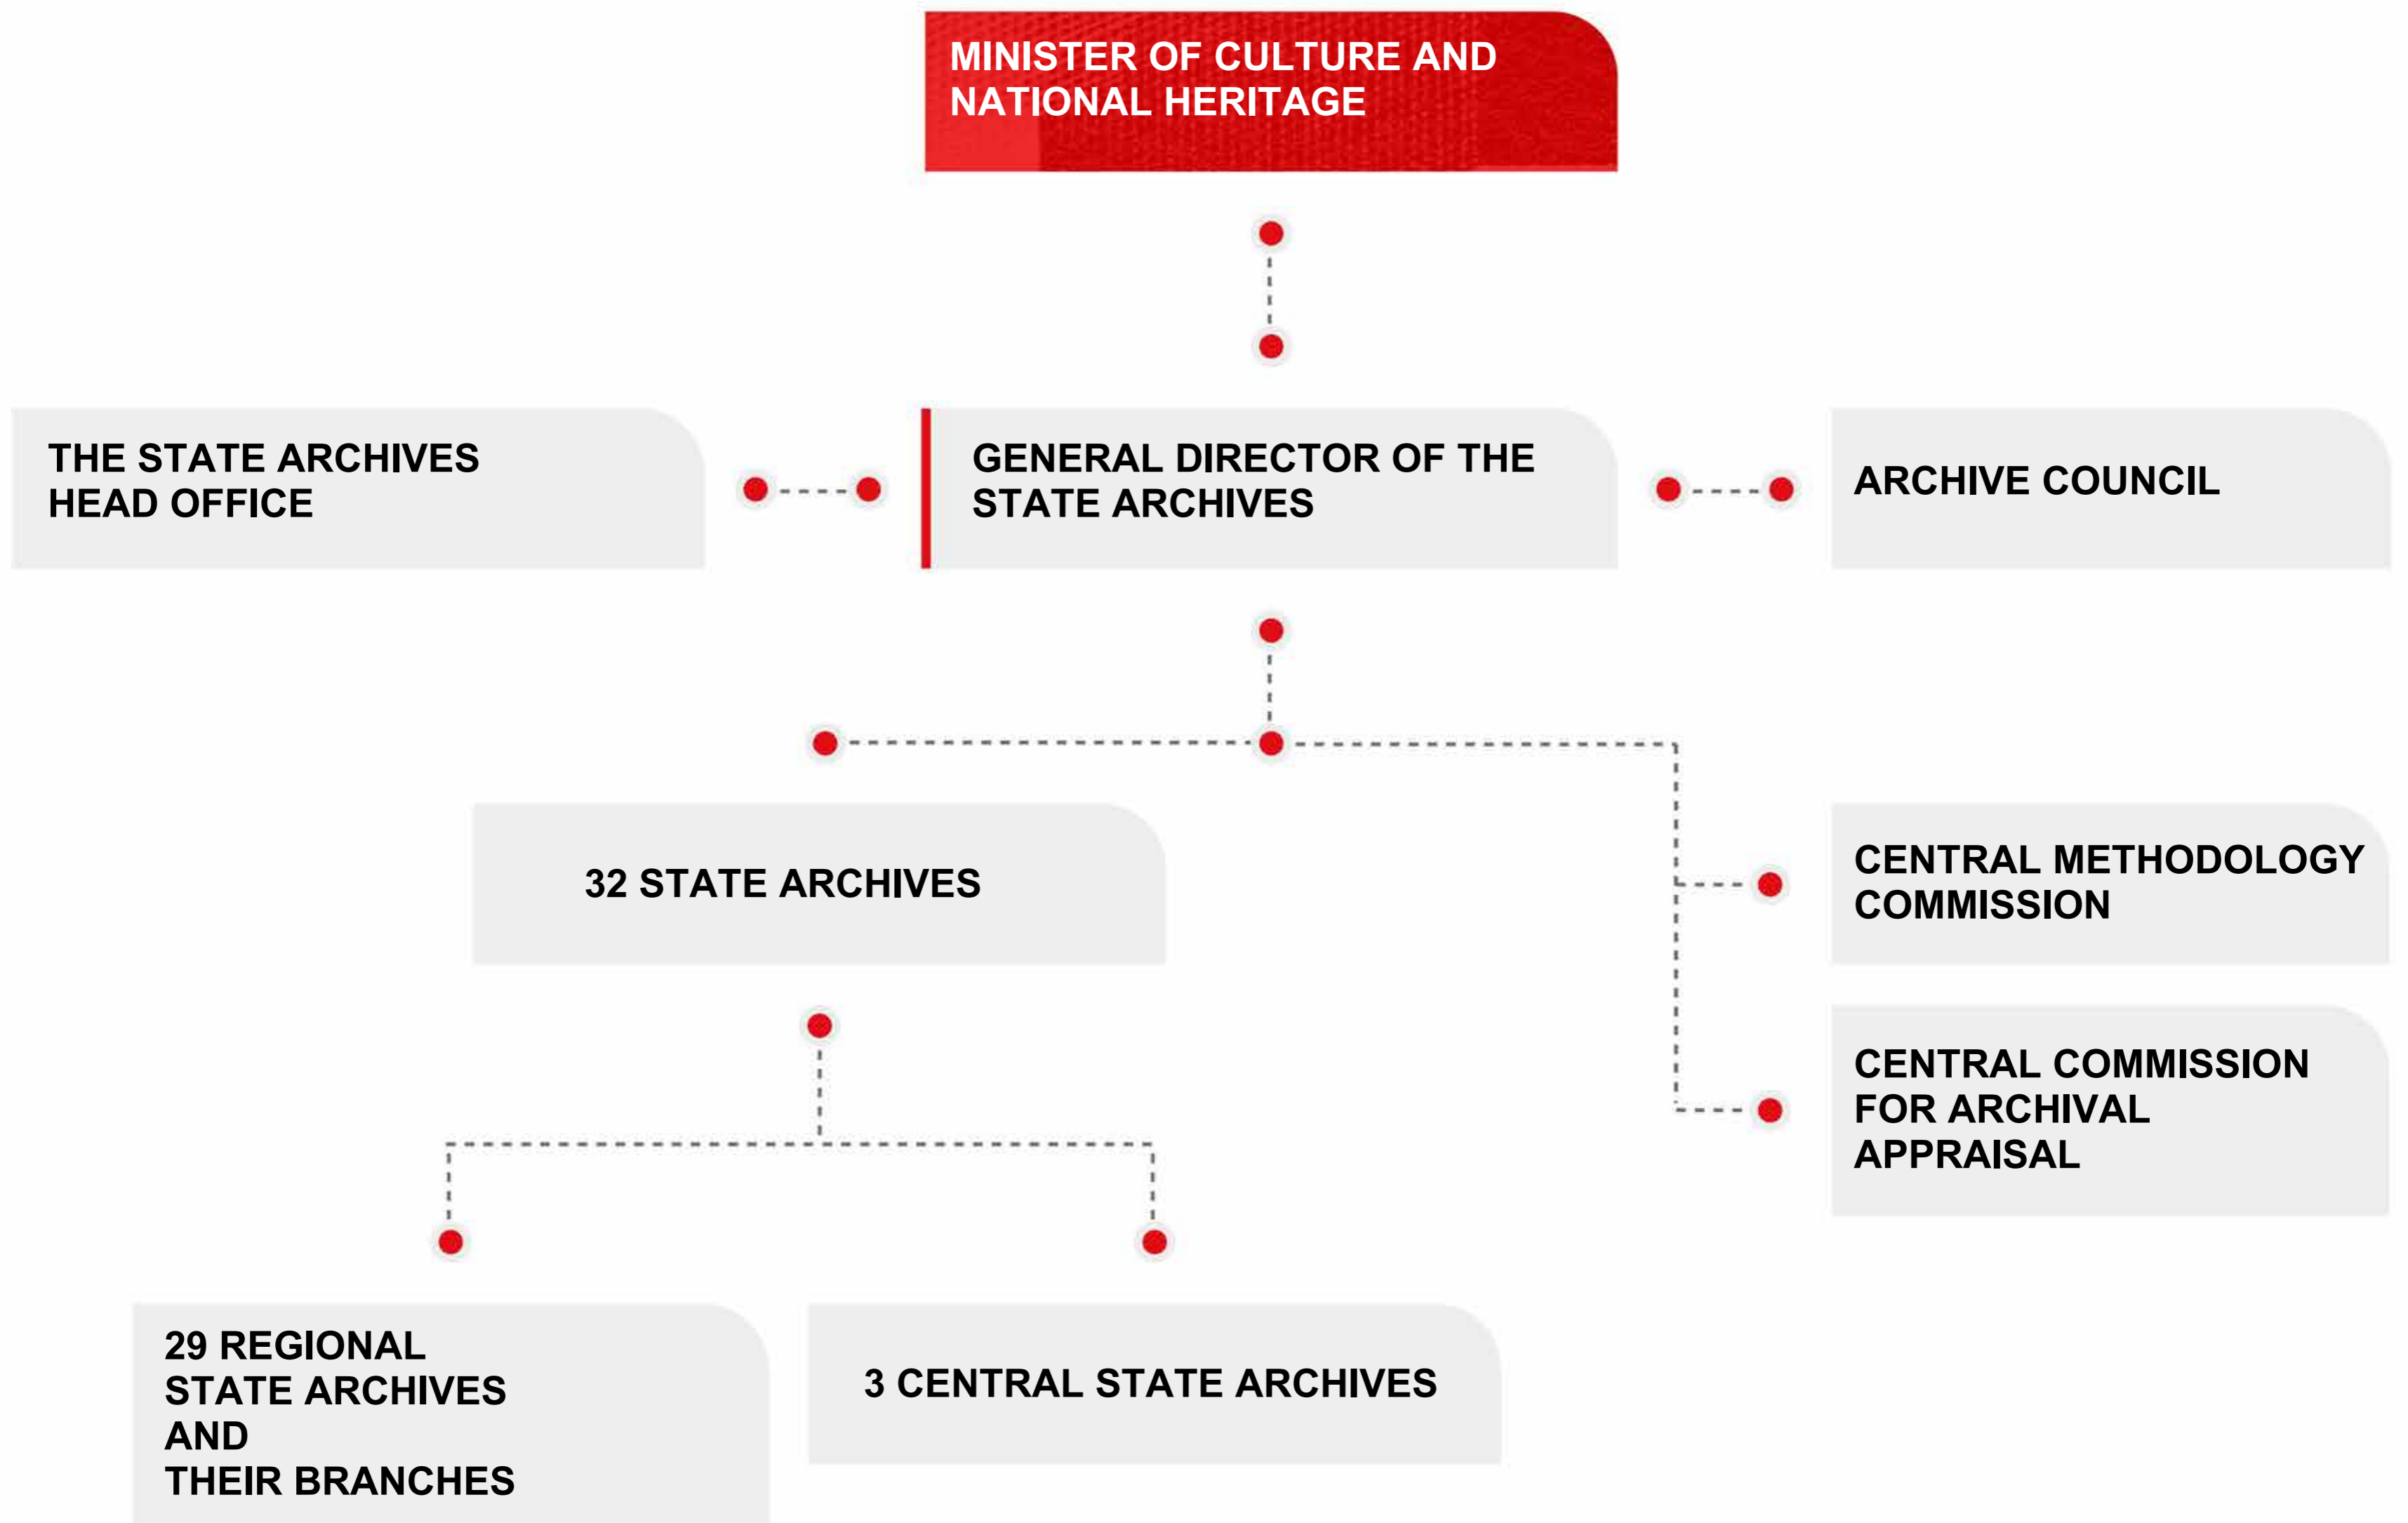 MINISTER OF CULTURE AND
NATIONAL HERITAGE
THE STATE ARCHIVES
HEAD OFFICE
GENERAL DIRECTOR OF THE
STATE ARCHIVES
ARCHIVE COUNCIL
32 STATE ARCHIVES
CENTRAL METHODOLOGY
COMMISSION
CENTRAL COMMISSION
FOR ARCHIVAL
APPRAISAL
29 REGIONAL
STATE ARCHIVES
AND
THEIR BRANCHES
3 CENTRAL STATE ARCHIVES